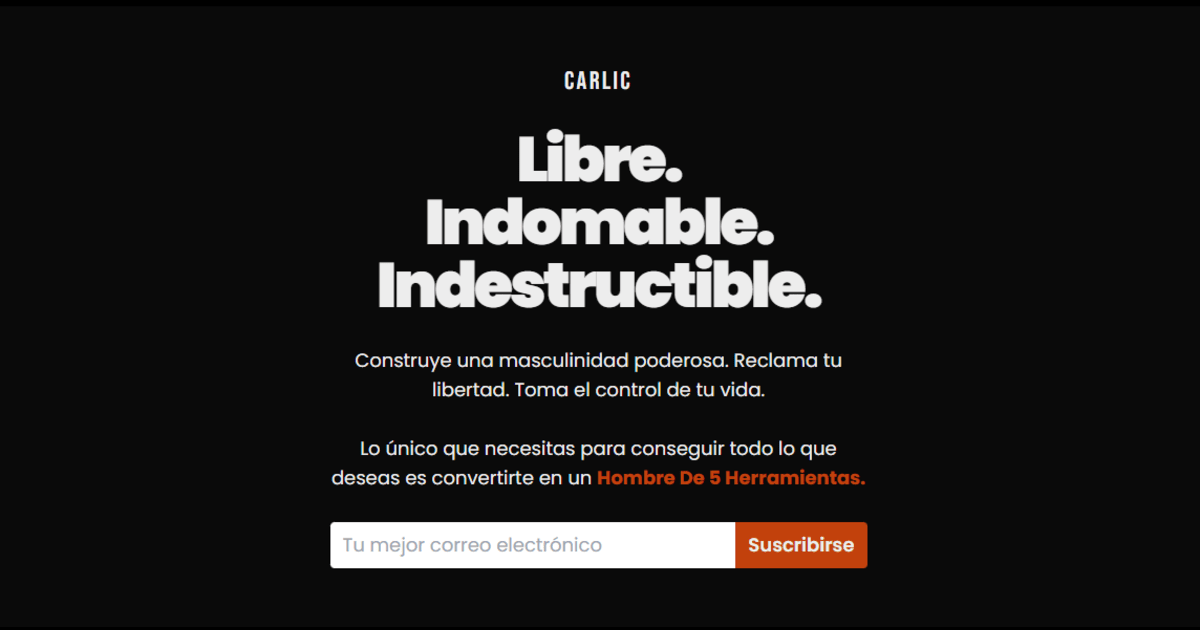 CARLIC
Libre.
Indomable.
Indestructible.
Construye una masculinidad poderosa. Reclama tu
libertad. Toma el control de tu vida.
Lo único que necesitas para conseguir todo lo que
deseas es convertirte en un Hombre De 5 Herramientas.
Tu mejor correo electrónico
Suscribirse